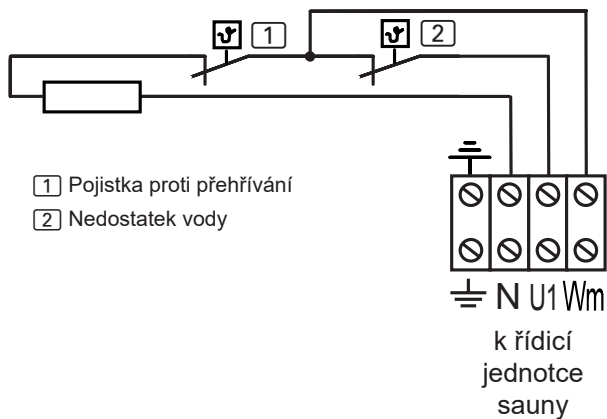 ϑ 1
ϑ 2
1 Pojistka proti přehřívání
2 Nedostatek vody
N U1 Wm
k řídicí
jednotce
sauny